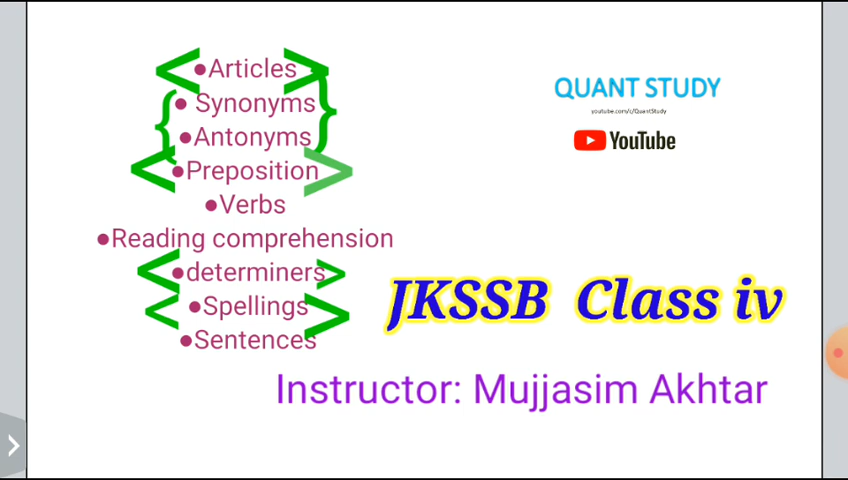 •Articles
• Synonyms
•Antonyms
•Preposition
•Verbs
•Reading comprehension
•determiners
•Spellings
•Sentences
QUANT STUDY
youtube.com/c/QuantStudy
YouTube
JKSSB Class iv
Instructor: Mujjasim Akhtar